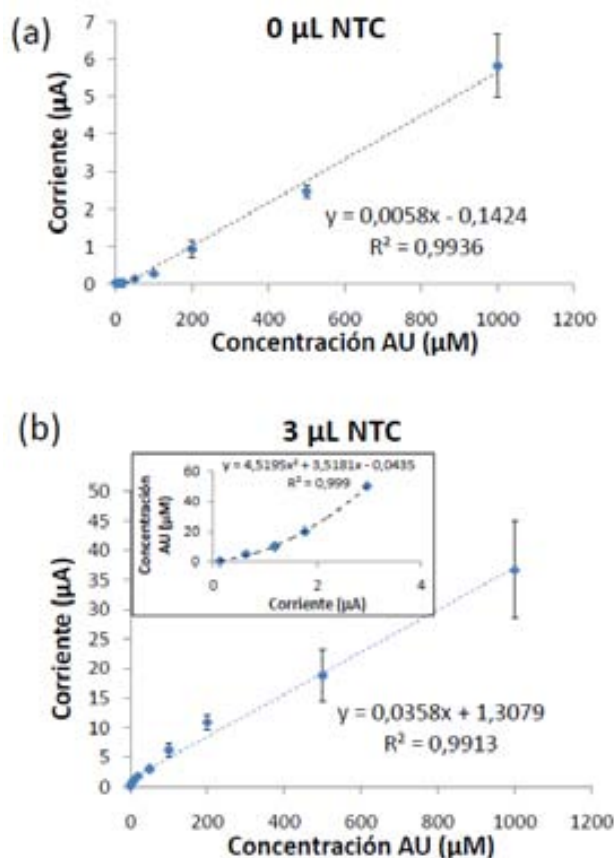 (a)
0 µL NTC
Corriente (µA)
7
6
5
4
3
2
1
0
y = 0,0058x - 0,1424
R² = 0,9936
0 200 400 600 800 1000 1200
Concentración AU (µM)
(b)
3 µL NTC
Corriente (µA)
50
45
40
35
30
25
20
15
10
5
0
y = 4,5195x² + 3,5181x - 0,0435
R² = 0,999
Concentración
AU (µM)
60
40
20
0
0 2 4
Corriente (µA)
y = 0,0358x + 1,3079
R² = 0,9913
0 200 400 600 800 1000 1200
Concentración AU (µM)